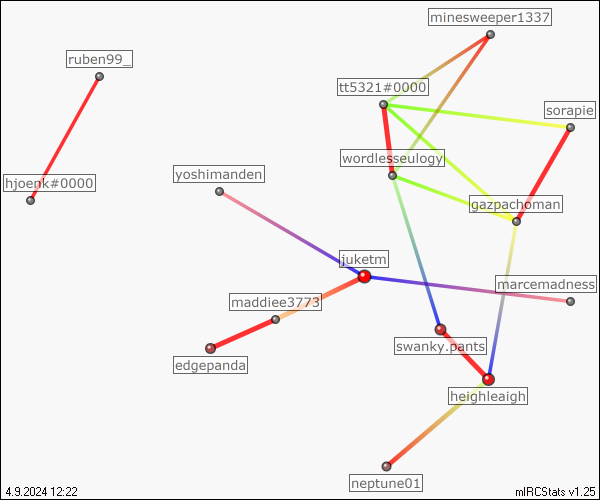 minesweeper1337
ruben99_
tt5321#0000
sorapie
wordlesseulogy
yoshimanden
hjoenk#0000
gazpachoman
juketm
marcemadness
maddiee3773
swanky.pants
edgepanda
heighleaigh
neptune01
4.9.2024 12:22
mIRCStats v1.25